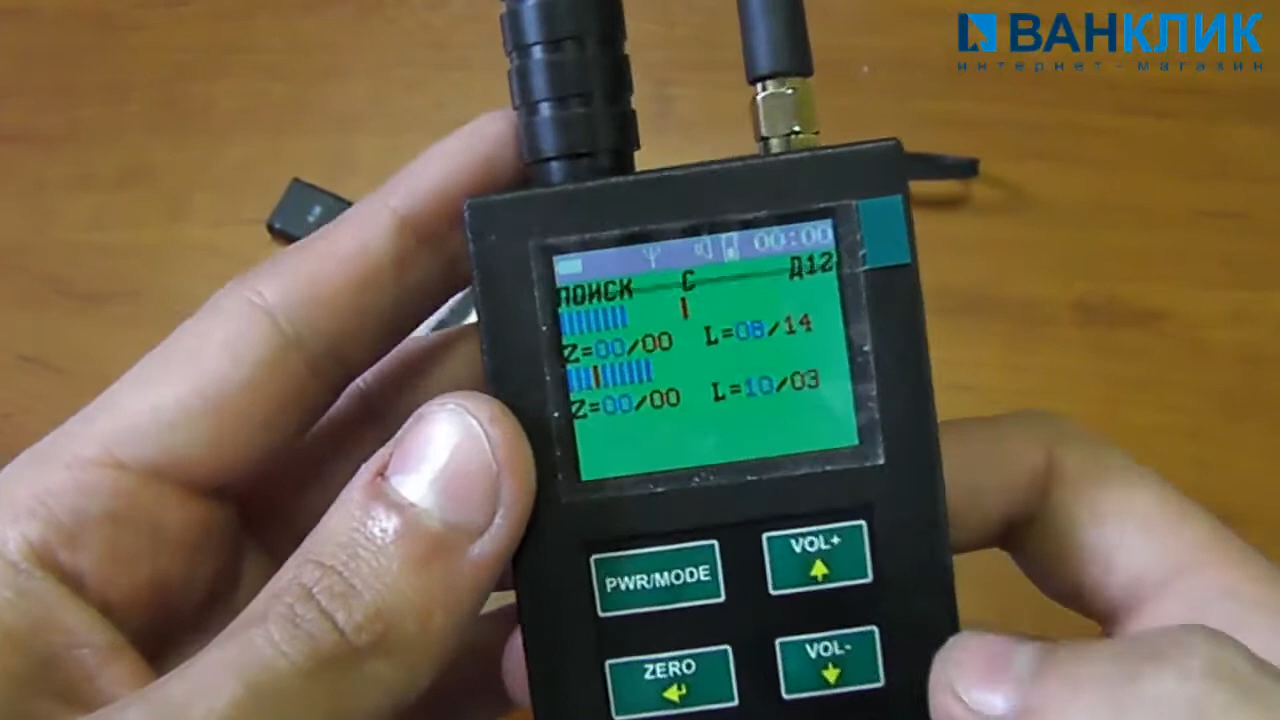 ВАНКЛИК
интернет-магазин
00:00
ПОИСК С Д12
Z=00/00 L=08/14
Z=00/00 L=10/03
PWR/MODE
VOL+
ZERO
VOL-